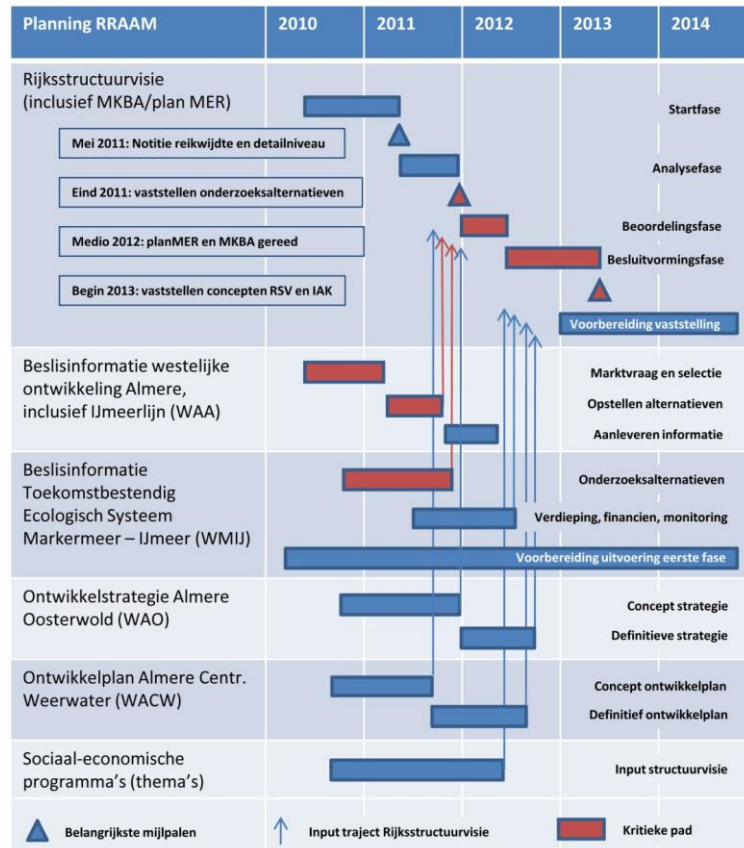 Planning RRAAM 2010 2011 2012 2013 2014
Rijksstructuurvisie
(inclusief MKBA/plan MER)
Startfase
Mei 2011: Notitie reikwijdte en detailniveau
Analysefase
Eind 2011: vaststellen onderzoeksalternatieven
Beoordelingsfase
Medio 2012: planMER en MKBA gereed
Besluitvormingsfase
Begin 2013: vaststellen concepten RSV en IAK
Voorbereiding vaststelling
Beslisinformatie westelijke
ontwikkeling Almere,
inclusief IJmeerlijn (WAA)
Marktvraag en selectie
Opstellen alternatieven
Aanleveren informatie
Beslisinformatie
Toekomstbestendig
Ecologisch Systeem
Markermeer – IJmeer (WMIJ)
Onderzoeksalternatieven
Verdieping, financien, monitoring
Voorbereiding uitvoering eerste fase
Ontwikkelstrategie Almere
Oosterwold (WAO)
Concept strategie
Definitieve strategie
Ontwikkelplan Almere Centr.
Weerwater (WACW)
Concept ontwikkelplan
Definitief ontwikkelplan
Sociaal-economische
programma's (thema's)
Input structuurvisie
Belangrijkste mijlpalen
Input traject Rijksstructuurvisie
Kritieke pad